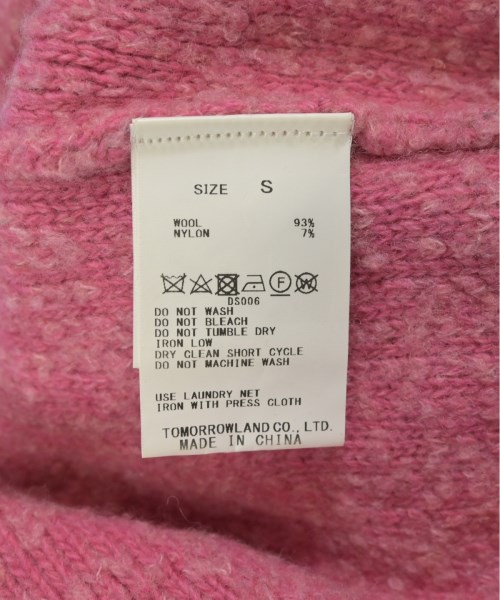 SIZE S
WOOL 93%
NYLON 7%
F W
DS006
DO NOT WASH
DO NOT BLEACH
DO NOT TUMBLE DRY
IRON LOW
DRY CLEAN SHORT CYCLE
DO NOT MACHINE WASH
USE LAUNDRY NET
IRON WITH PRESS CLOTH
TOMORROWLAND CO., LTD.
MADE IN CHINA